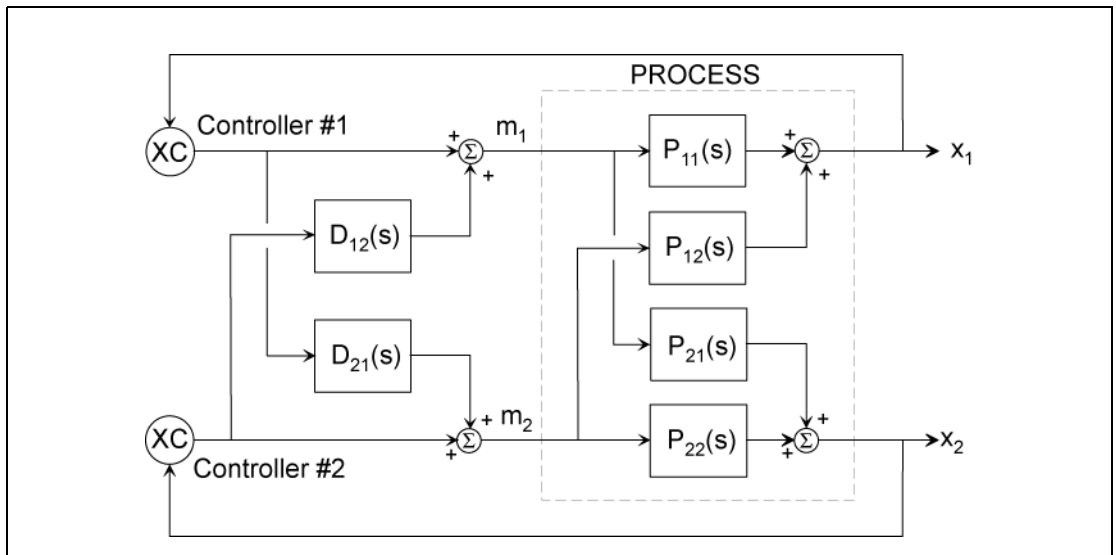 PROCESS
Controller #1
XC
+
Σ
+
m₁
P₁₁(s)
+
Σ
+
x₁
D₁₂(s)
P₁₂(s)
D₂₁(s)
P₂₁(s)
XC
Controller #2
+
Σ
+
m₂
P₂₂(s)
+
Σ
+
x₂